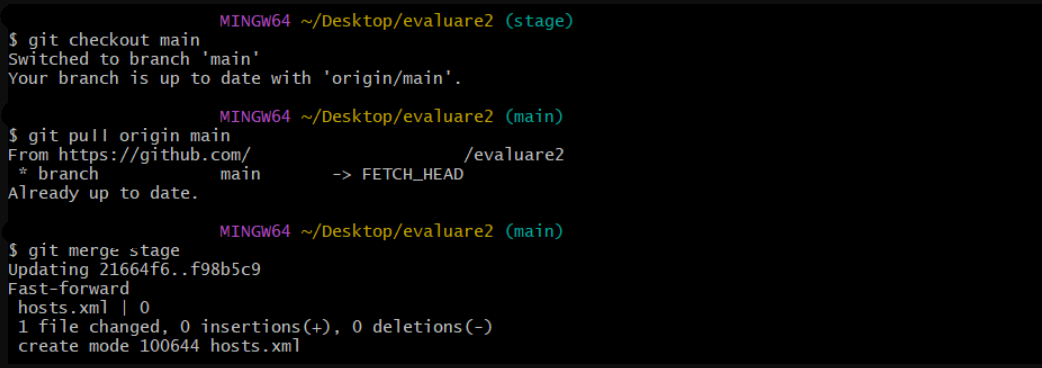 MINGW64 ~/Desktop/evaluare2 (stage)
$ git checkout main
Switched to branch 'main'
Your branch is up to date with 'origin/main'.
MINGW64 ~/Desktop/evaluare2 (main)
$ git pull origin main
From https://github.com/ /evaluare2
 * branch            main       -> FETCH_HEAD
Already up to date.
MINGW64 ~/Desktop/evaluare2 (main)
$ git merge stage
Updating 21664f6..f98b5c9
Fast-forward
 hosts.xml | 0
 1 file changed, 0 insertions(+), 0 deletions(-)
 create mode 100644 hosts.xml